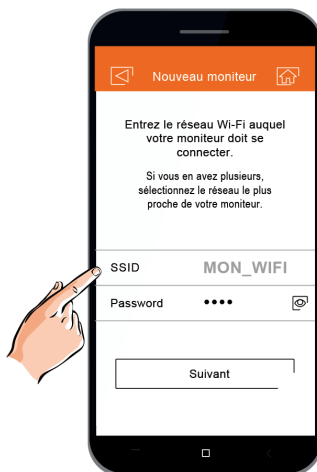 Nouveau moniteur
Entrez le réseau Wi-Fi auquel
votre moniteur doit se
connecter.
Si vous en avez plusieurs,
sélectionnez le réseau le plus
proche de votre moniteur.
SSID MON_WIFI
Password ••••
Suivant